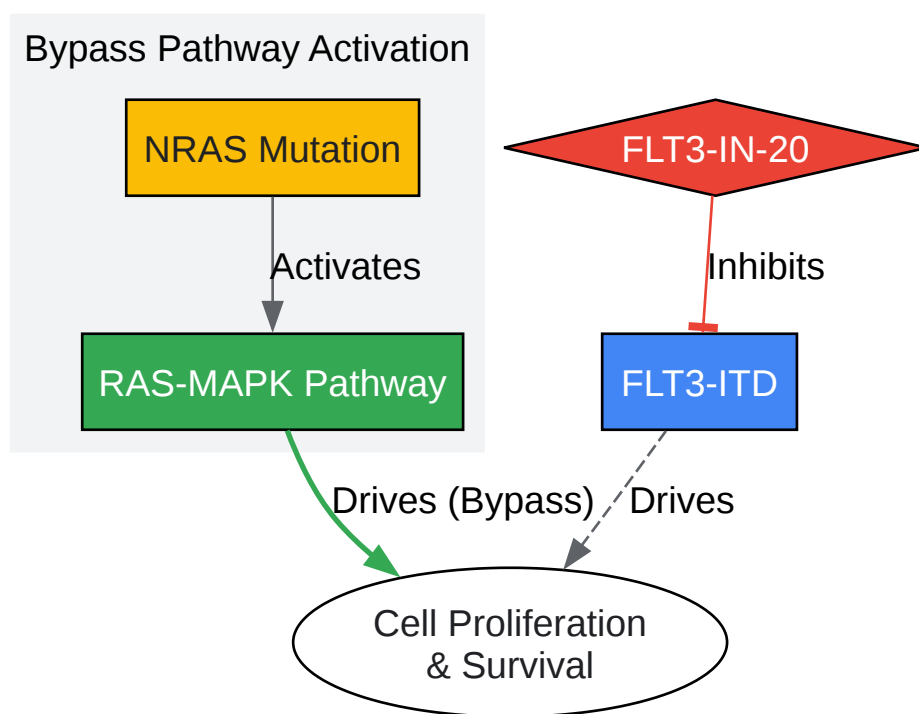 Bypass Pathway Activation
NRAS Mutation
FLT3-IN-20
Activates
Inhibits
RAS-MAPK Pathway
FLT3-ITD
Drives (Bypass)
Drives
Cell Proliferation
& Survival